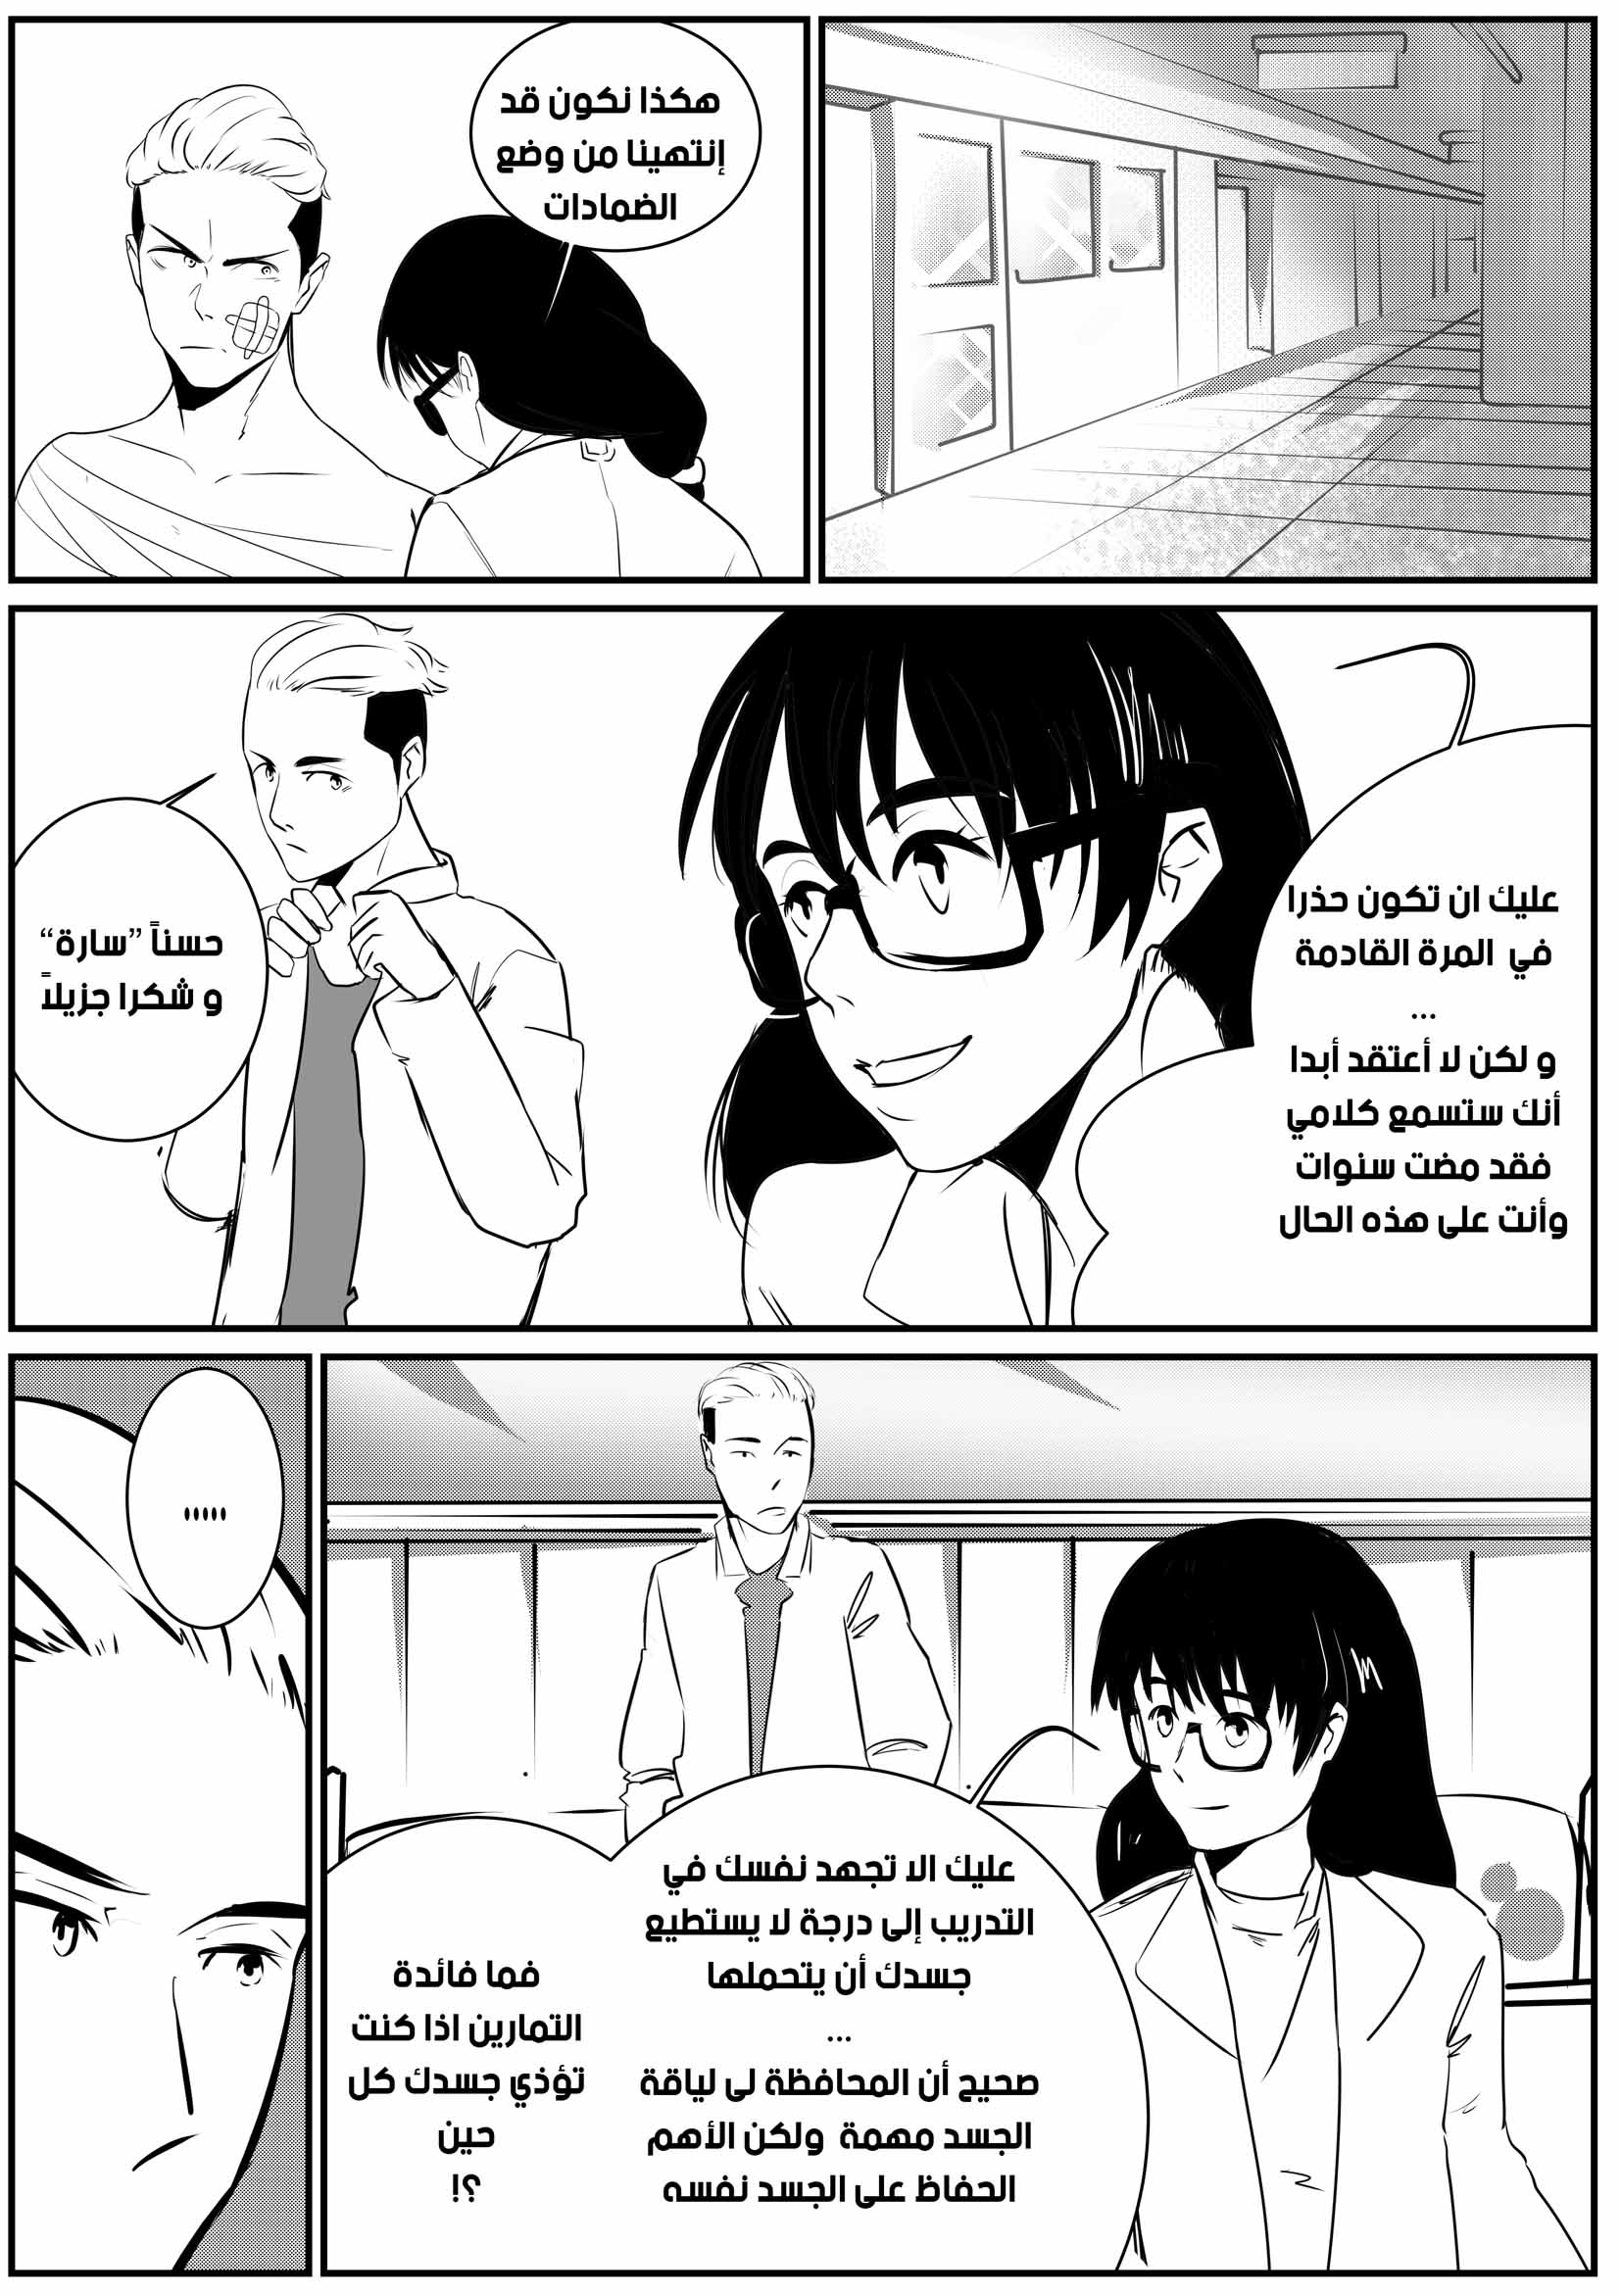 هكذا نكون قد
إنتهينا من وضع
الضمادات
عليك ان تكون حذرا
في المرة القادمة
...
و لكن لا أعتقد أبدا
أنك ستسمع كلامي
فقد مضت سنوات
وأنت على هذه الحال
حسناً "سارة"
و شكرا جزيلاً
عليك الا تجهد نفسك في
التدريب إلى درجة لا يستطيع
جسدك أن يتحملها
...
صحيح أن المحافظة لى لياقة
الجسد مهمة ولكن الأهم
الحفاظ على الجسد نفسه
فما فائدة
التمارين اذا كنت
تؤذي جسدك كل
حين
؟!
،،،،،